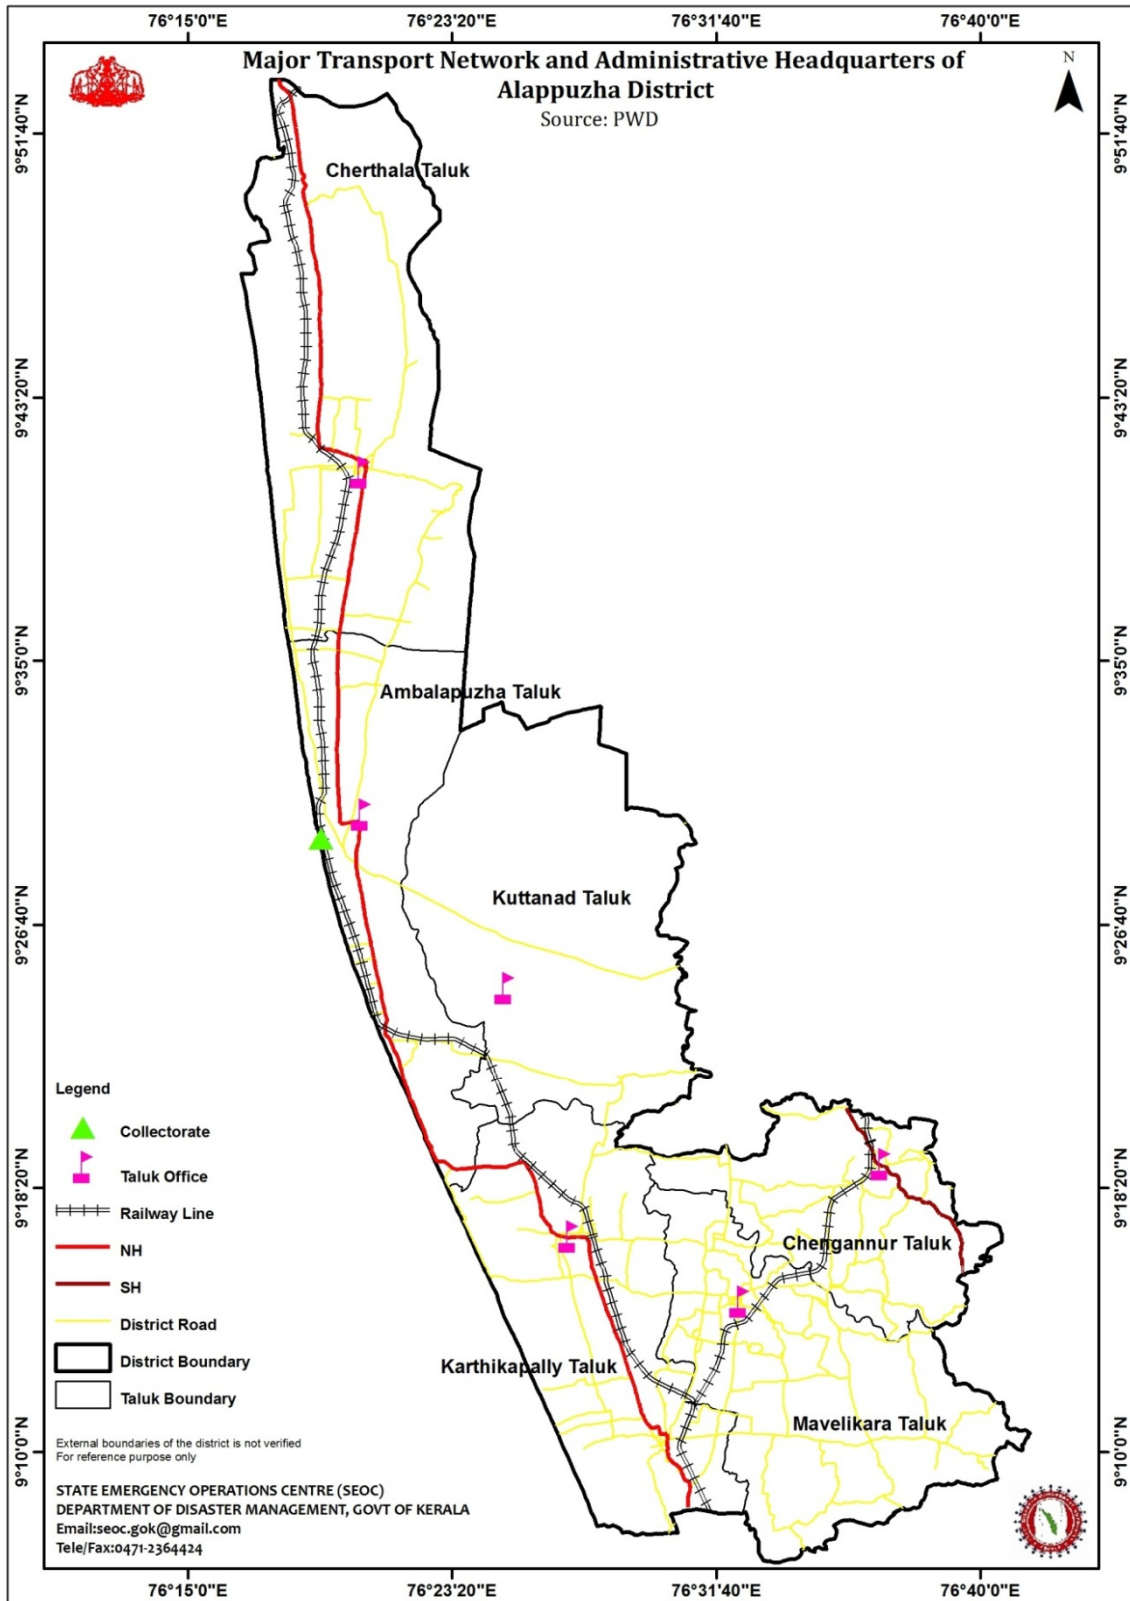 76°15'0"E 76°23'20"E 76°31'40"E 76°40'0"E
Major Transport Network and Administrative Headquarters of
Alappuzha District
Source: PWD
N
9°51'40"N 9°51'40"N
Cherthala Taluk
9°43'20"N 9°43'20"N
9°35'0"N 9°35'0"N
Ambalapuzha Taluk
Kuttanad Taluk
9°26'40"N 9°26'40"N
9°18'20"N 9°18'20"N
Chengannur Taluk
Karthikapally Taluk
Mavelikara Taluk
9°10'0"N 9°10'0"N
Legend
Collectorate
Taluk Office
Railway Line
NH
SH
District Road
District Boundary
Taluk Boundary
External boundaries of the district is not verified
For reference purpose only
STATE EMERGENCY OPERATIONS CENTRE (SEOC)
DEPARTMENT OF DISASTER MANAGEMENT, GOVT OF KERALA
Email:seoc.gok@gmail.com
Tele/Fax:0471-2364424
76°15'0"E 76°23'20"E 76°31'40"E 76°40'0"E